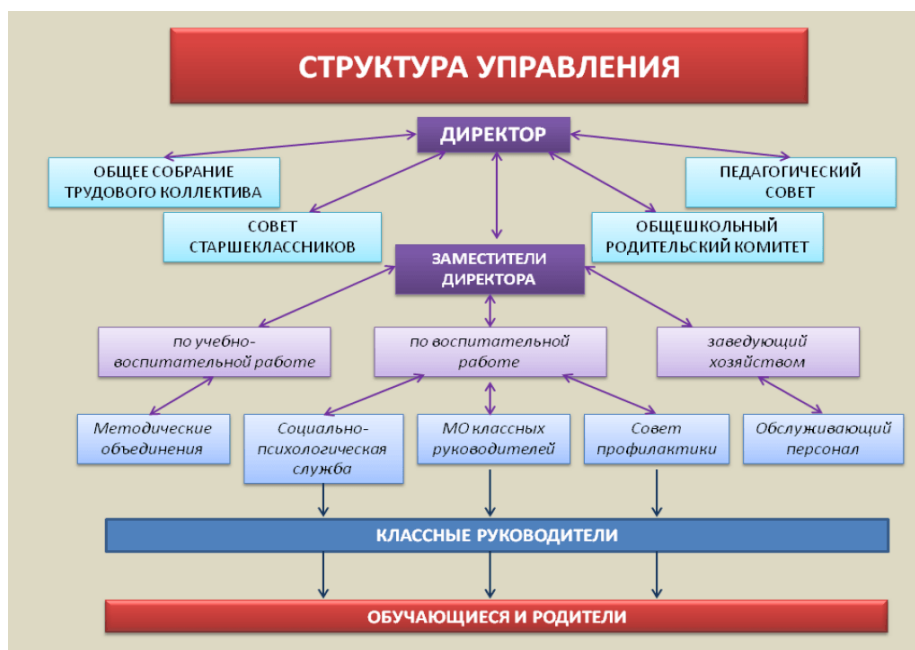 СТРУКТУРА УПРАВЛЕНИЯ
ДИРЕКТОР
ОБЩЕЕ СОБРАНИЕ
ТРУДОВОГО КОЛЛЕКТИВА
ПЕДАГОГИЧЕСКИЙ
СОВЕТ
СОВЕТ
СТАРШЕКЛАССНИКОВ
ОБЩЕШКОЛЬНЫЙ
РОДИТЕЛЬСКИЙ КОМИТЕТ
ЗАМЕСТИТЕЛИ
ДИРЕКТОРА
по учебно-
воспитательной работе
по воспитательной
работе
заведующий
хозяйством
Методические
объединения
Социально-
психологическая
служба
МО классных
руководителей
Совет
профилактики
Обслуживающий
персонал
КЛАССНЫЕ РУКОВОДИТЕЛИ
ОБУЧАЮЩИЕСЯ И РОДИТЕЛИ